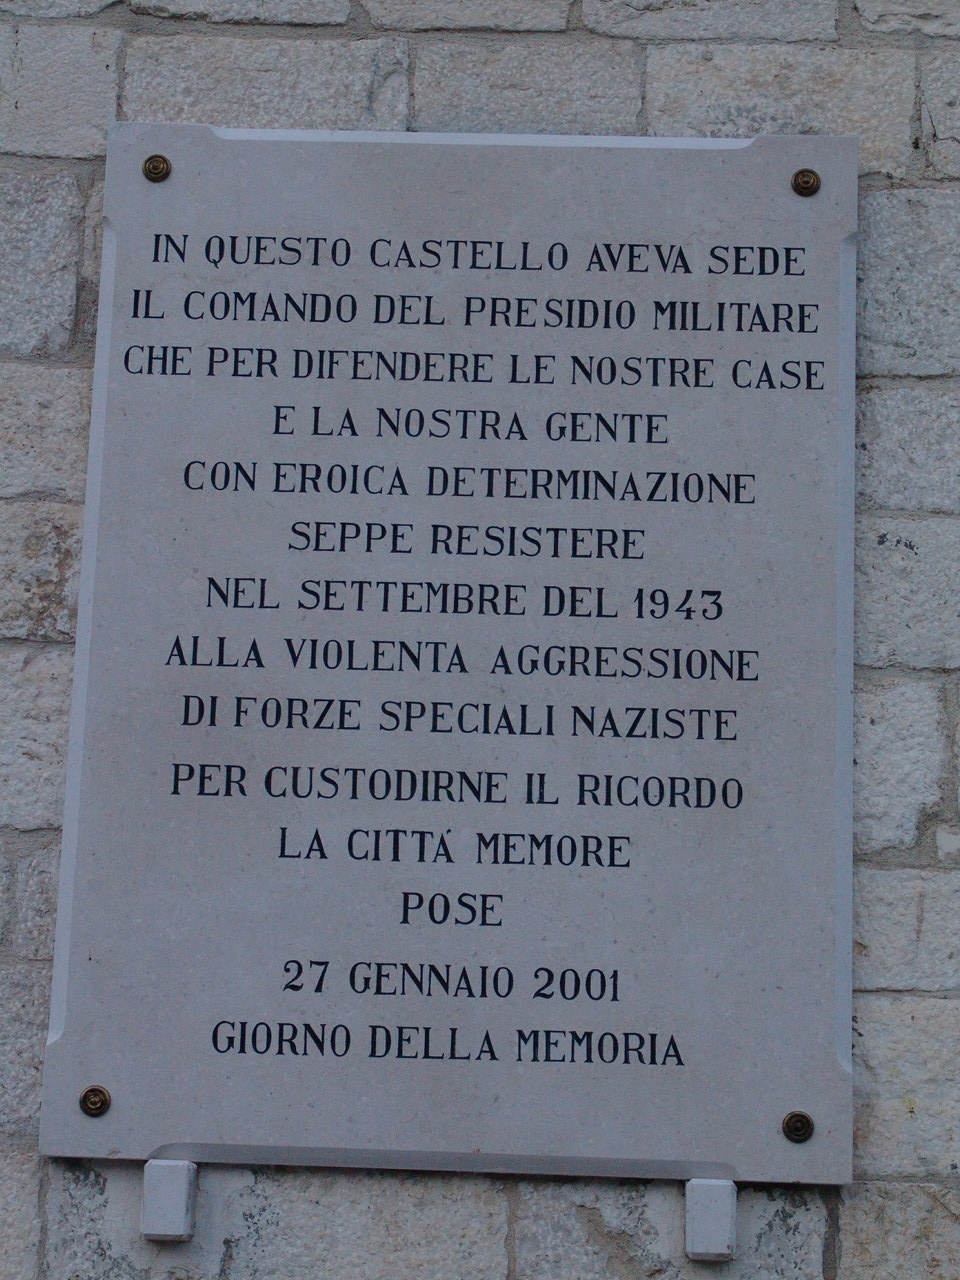 IN QUESTO CASTELLO AVEVA SEDE
IL COMANDO DEL PRESIDIO MILITARE
CHE PER DIFENDERE LE NOSTRE CASE
E LA NOSTRA GENTE
CON EROICA DETERMINAZIONE
SEPPE RESISTERE
NEL SETTEMBRE DEL 1943
ALLA VIOLENTA AGGRESSIONE
DI FORZE SPECIALI NAZISTE
PER CUSTODIRNE IL RICORDO
LA CITTÁ MEMORE
POSE
27 GENNAIO 2001
GIORNO DELLA MEMORIA